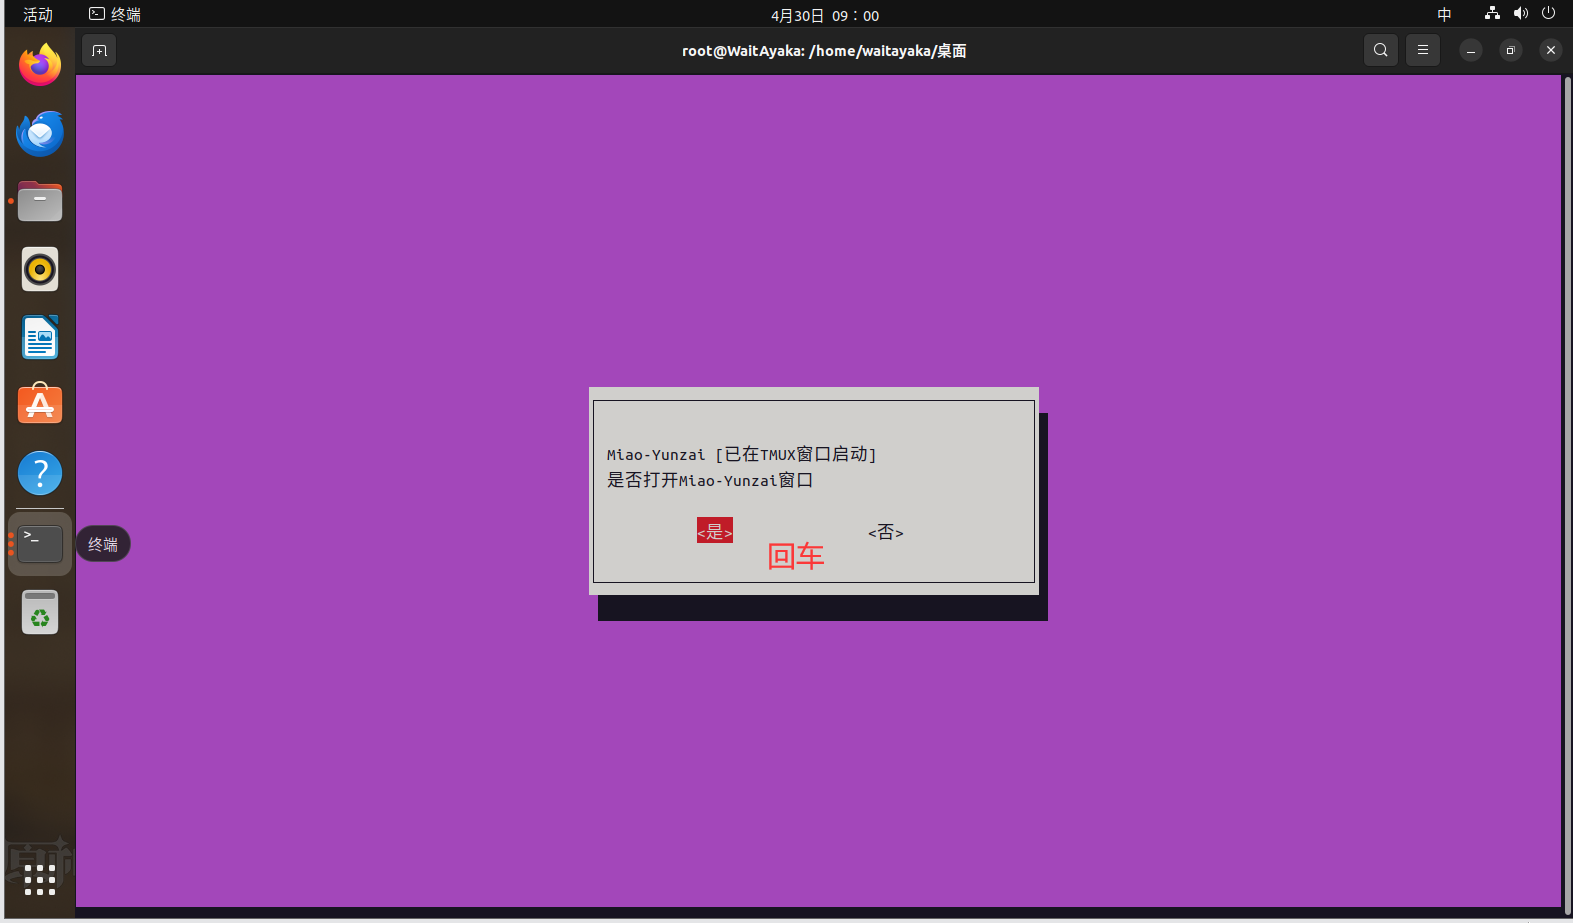 活动
终端
4月30日 09：00
中
root@WaitAyaka: /home/waitayaka/桌面
Miao-Yunzai [已在TMUX窗口启动]
是否打开Miao-Yunzai窗口
<是>
<否>
回车
终端